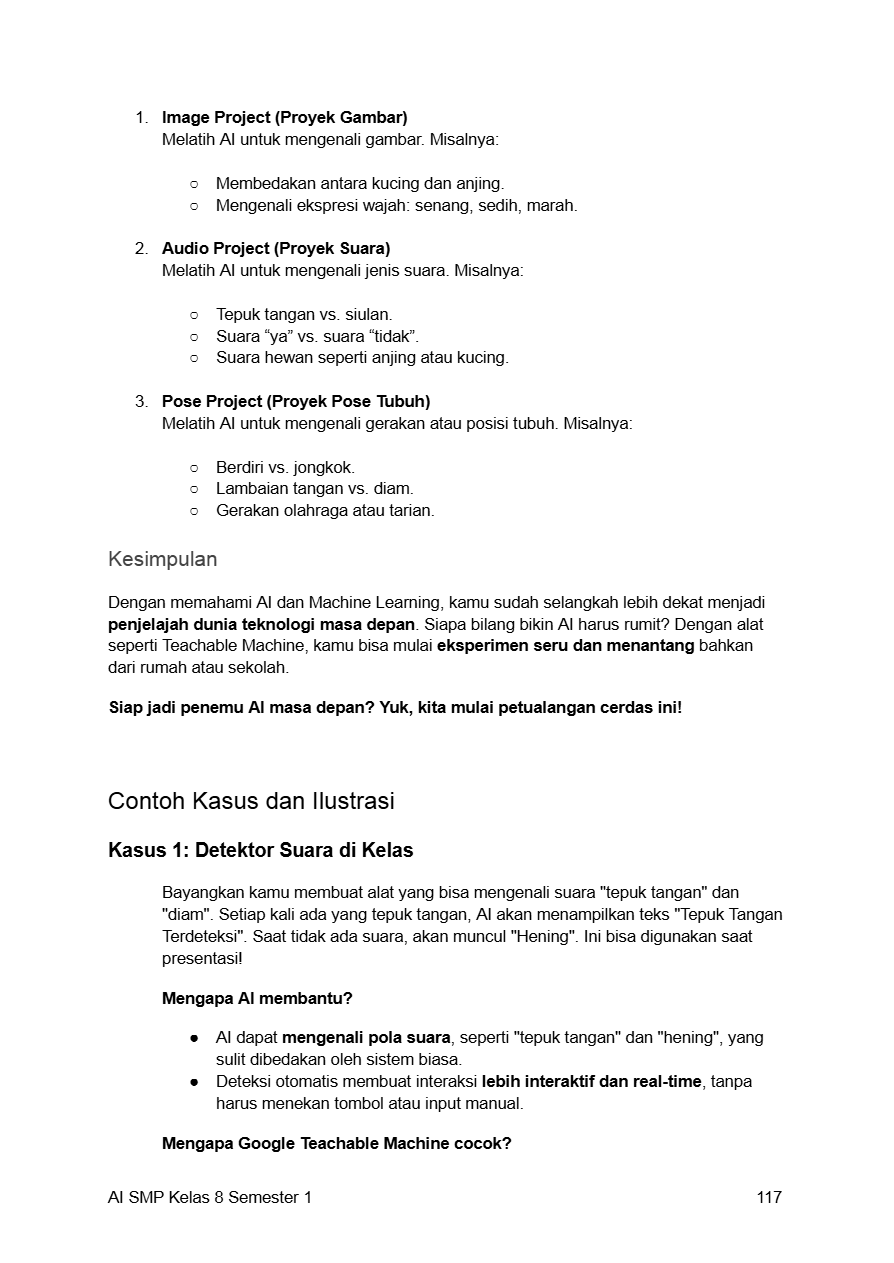 1. Image Project (Proyek Gambar)
Melatih AI untuk mengenali gambar. Misalnya:
○ Membedakan antara kucing dan anjing.
○ Mengenali ekspresi wajah: senang, sedih, marah.
2. Audio Project (Proyek Suara)
Melatih AI untuk mengenali jenis suara. Misalnya:
○ Tepuk tangan vs. siulan.
○ Suara “ya” vs. suara “tidak”.
○ Suara hewan seperti anjing atau kucing.
3. Pose Project (Proyek Pose Tubuh)
Melatih AI untuk mengenali gerakan atau posisi tubuh. Misalnya:
○ Berdiri vs. jongkok.
○ Lambaian tangan vs. diam.
○ Gerakan olahraga atau tarian.
Kesimpulan
Dengan memahami AI dan Machine Learning, kamu sudah selangkah lebih dekat menjadi
penjelajah dunia teknologi masa depan. Siapa bilang bikin AI harus rumit? Dengan alat
seperti Teachable Machine, kamu bisa mulai eksperimen seru dan menantang bahkan
dari rumah atau sekolah.
Siap jadi penemu AI masa depan? Yuk, kita mulai petualangan cerdas ini!
Contoh Kasus dan Ilustrasi
Kasus 1: Detektor Suara di Kelas
Bayangkan kamu membuat alat yang bisa mengenali suara "tepuk tangan" dan
"diam". Setiap kali ada yang tepuk tangan, AI akan menampilkan teks "Tepuk Tangan
Terdeteksi". Saat tidak ada suara, akan muncul "Hening". Ini bisa digunakan saat
presentasi!
Mengapa AI membantu?
● AI dapat mengenali pola suara, seperti "tepuk tangan" dan "hening", yang
sulit dibedakan oleh sistem biasa.
● Deteksi otomatis membuat interaksi lebih interaktif dan real-time, tanpa
harus menekan tombol atau input manual.
Mengapa Google Teachable Machine cocok?
AI SMP Kelas 8 Semester 1 117